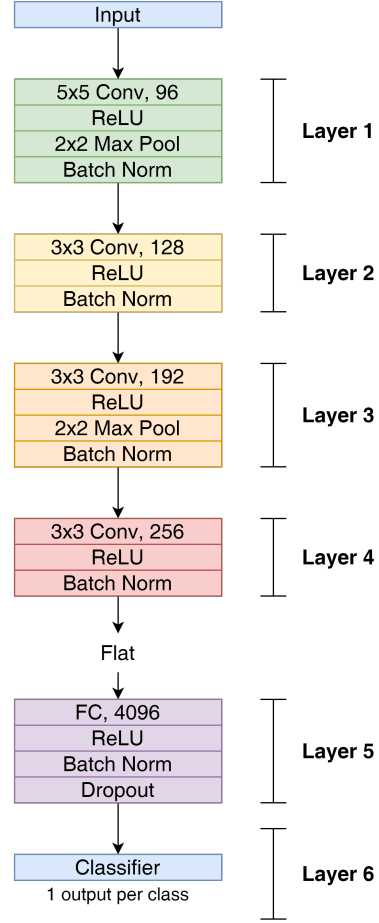 Input
5x5 Conv, 96
ReLU
2x2 Max Pool
Batch Norm
Layer 1
3x3 Conv, 128
ReLU
Batch Norm
Layer 2
3x3 Conv, 192
ReLU
2x2 Max Pool
Batch Norm
Layer 3
3x3 Conv, 256
ReLU
Batch Norm
Layer 4
Flat
FC, 4096
ReLU
Batch Norm
Dropout
Layer 5
Classifier
1 output per class
Layer 6